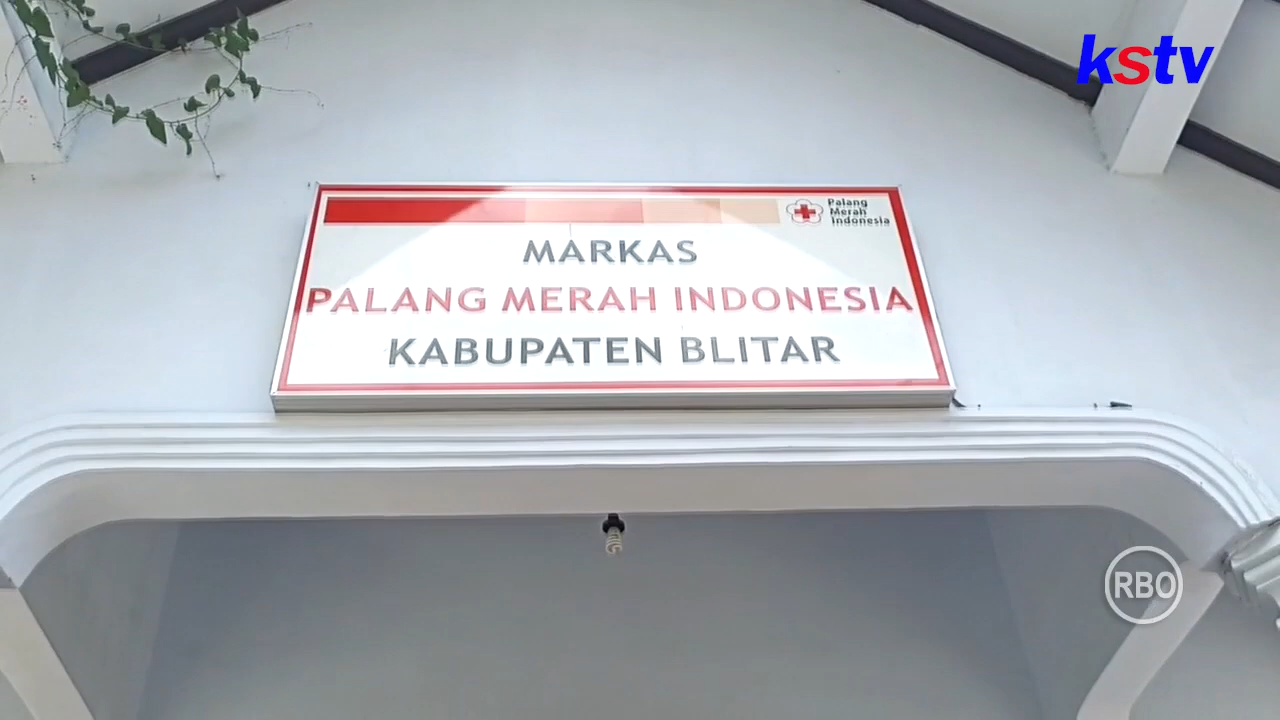 kstv
Palang
Merah
Indonesia
MARKAS
PALANG MERAH INDONESIA
KABUPATEN BLITAR
RBO